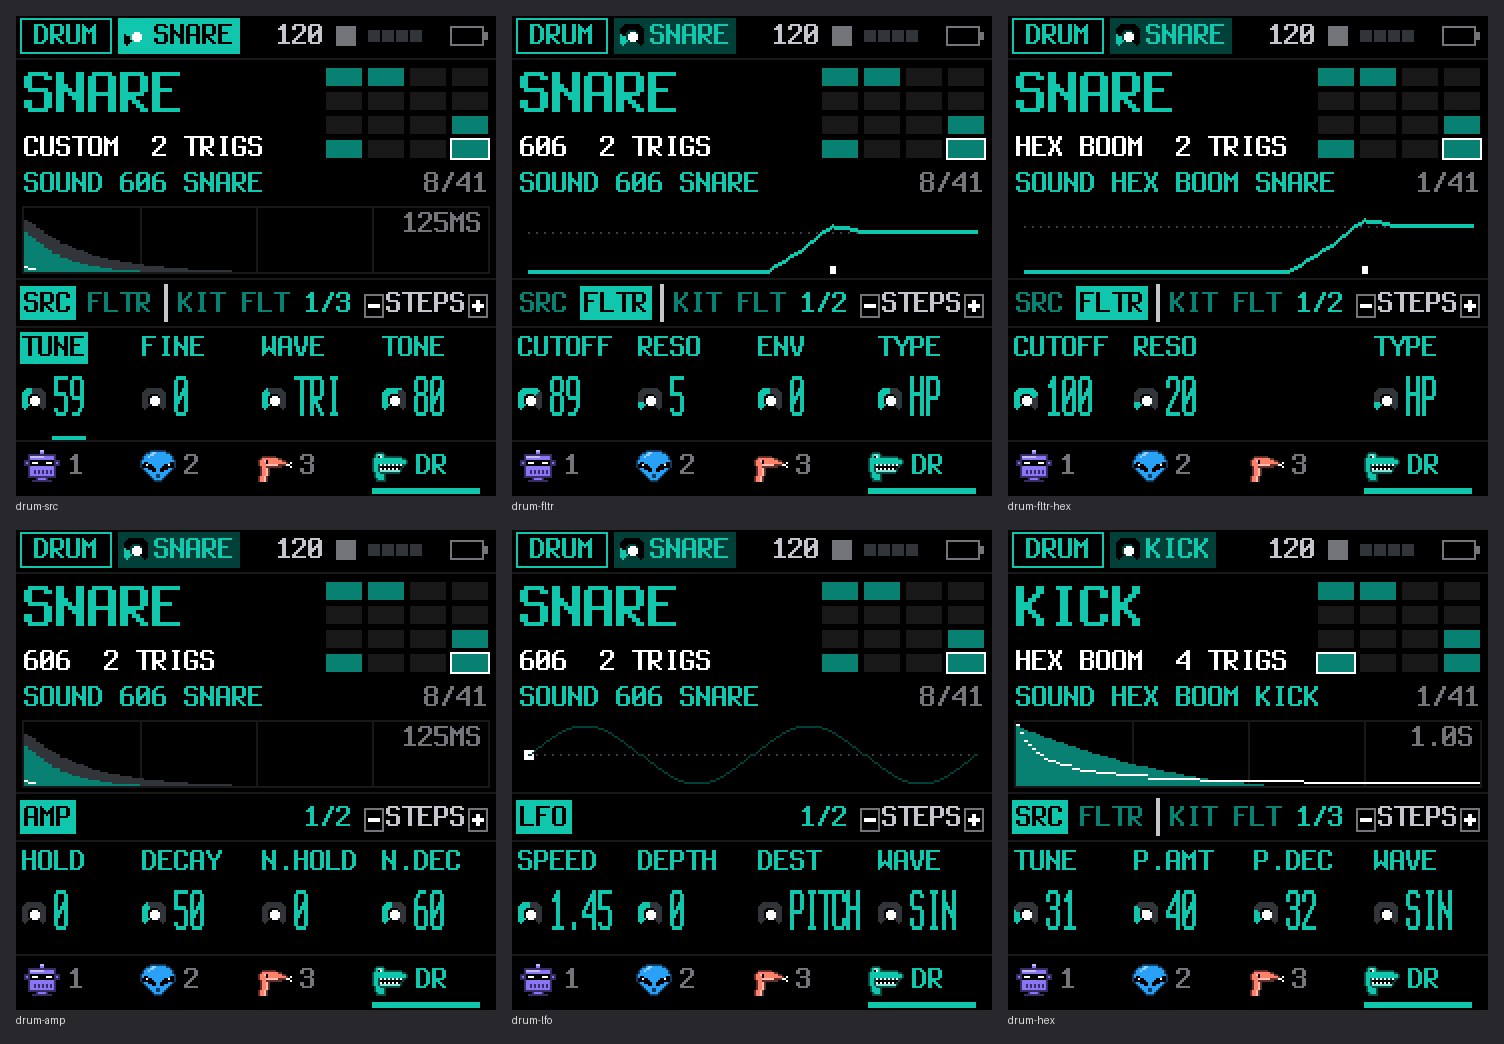 DRUM SNARE 120
SNARE
CUSTOM 2 TRIGS
SOUND 606 SNARE 8/41
125MS
SRC FLTR KIT FLT 1/3 -STEPS+
TUNE FINE WAVE TONE
59 0 TRI 80
1 2 3 DR
drum-src
DRUM SNARE 120
SNARE
606 2 TRIGS
SOUND 606 SNARE 8/41
SRC FLTR KIT FLT 1/2 -STEPS+
CUTOFF RESO ENV TYPE
89 5 0 HP
1 2 3 DR
drum-fltr
DRUM SNARE 120
SNARE
HEX BOOM 2 TRIGS
SOUND HEX BOOM SNARE 1/41
SRC FLTR KIT FLT 1/2 -STEPS+
CUTOFF RESO TYPE
100 20 HP
1 2 3 DR
drum-fltr-hex
DRUM SNARE 120
SNARE
606 2 TRIGS
SOUND 606 SNARE 8/41
125MS
AMP 1/2 -STEPS+
HOLD DECAY N.HOLD N.DEC
0 50 0 60
1 2 3 DR
drum-amp
DRUM SNARE 120
SNARE
606 2 TRIGS
SOUND 606 SNARE 8/41
LFO 1/2 -STEPS+
SPEED DEPTH DEST WAVE
1.45 0 PITCH SIN
1 2 3 DR
drum-lfo
DRUM KICK 120
KICK
HEX BOOM 4 TRIGS
SOUND HEX BOOM KICK 1/41
1.0S
SRC FLTR KIT FLT 1/3 -STEPS+
TUNE P.AMT P.DEC WAVE
31 40 32 SIN
1 2 3 DR
drum-hex